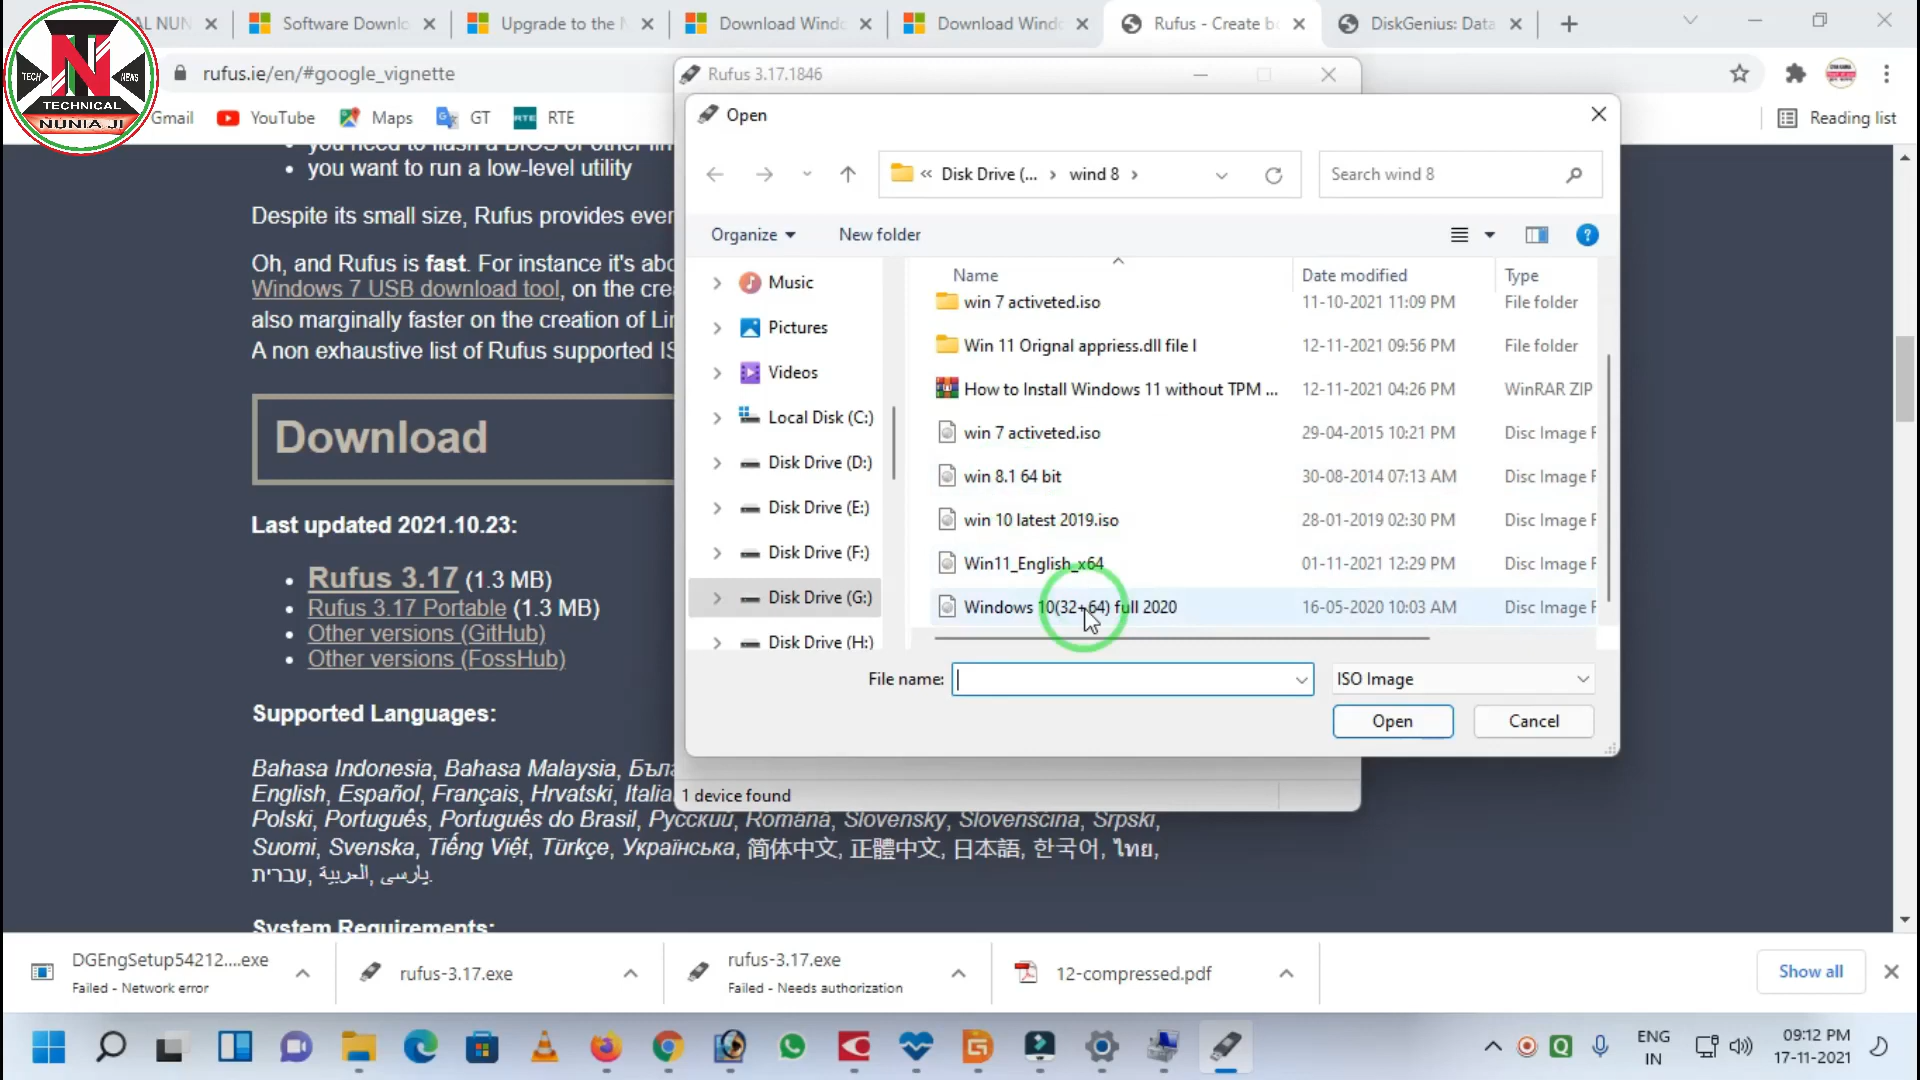 AL NUN
Software Downlo
Upgrade to the N
Download Windo
Download Windo
Rufus - Create bo
DiskGenius: Data
TN
TECH
NEWS
TECHNICAL
NUNIA JI
rufus.ie/en/#google_vignette
Gmail
YouTube
Maps
GT
RTE
Reading list
you want to run a low-level utility
Despite its small size, Rufus provides ever
Oh, and Rufus is fast. For instance it's abo
Windows 7 USB download tool, on the crea
also marginally faster on the creation of Lin
A non exhaustive list of Rufus supported IS
Download
Last updated 2021.10.23:
Rufus 3.17 (1.3 MB)
Rufus 3.17 Portable (1.3 MB)
Other versions (GitHub)
Other versions (FossHub)
Supported Languages:
Bahasa Indonesia, Bahasa Malaysia, Бълга
English, Español, Français, Hrvatski, Italia
Polski, Português, Português do Brasil, Русский, Română, Slovensky, Slovenščina, Srpski,
Suomi, Svenska, Tiếng Việt, Türkçe, Українська, 简体中文, 正體中文, 日本語, 한국어, ไทย,
עברית, العربية, پارسی.
System Requirements:
Rufus 3.17.1846
Open
« Disk Drive (... › wind 8 ›
Search wind 8
Organize
New folder
Music
Pictures
Videos
Local Disk (C:)
Disk Drive (D:)
Disk Drive (E:)
Disk Drive (F:)
Disk Drive (G:)
Disk Drive (H:)
Name Date modified Type
win 7 activeted.iso 11-10-2021 11:09 PM File folder
Win 11 Orignal appriess.dll file l 12-11-2021 09:56 PM File folder
How to Install Windows 11 without TPM ... 12-11-2021 04:26 PM WinRAR ZIP
win 7 activeted.iso 29-04-2015 10:21 PM Disc Image F
win 8.1 64 bit 30-08-2014 07:13 AM Disc Image F
win 10 latest 2019.iso 28-01-2019 02:30 PM Disc Image F
Win11_English_x64 01-11-2021 12:29 PM Disc Image F
Windows 10(32+64) full 2020 16-05-2020 10:03 AM Disc Image F
File name:
ISO Image
Open
Cancel
1 device found
DGEngSetup54212....exe
Failed - Network error
rufus-3.17.exe
rufus-3.17.exe
Failed - Needs authorization
12-compressed.pdf
Show all
ENG
IN
09:12 PM
17-11-2021